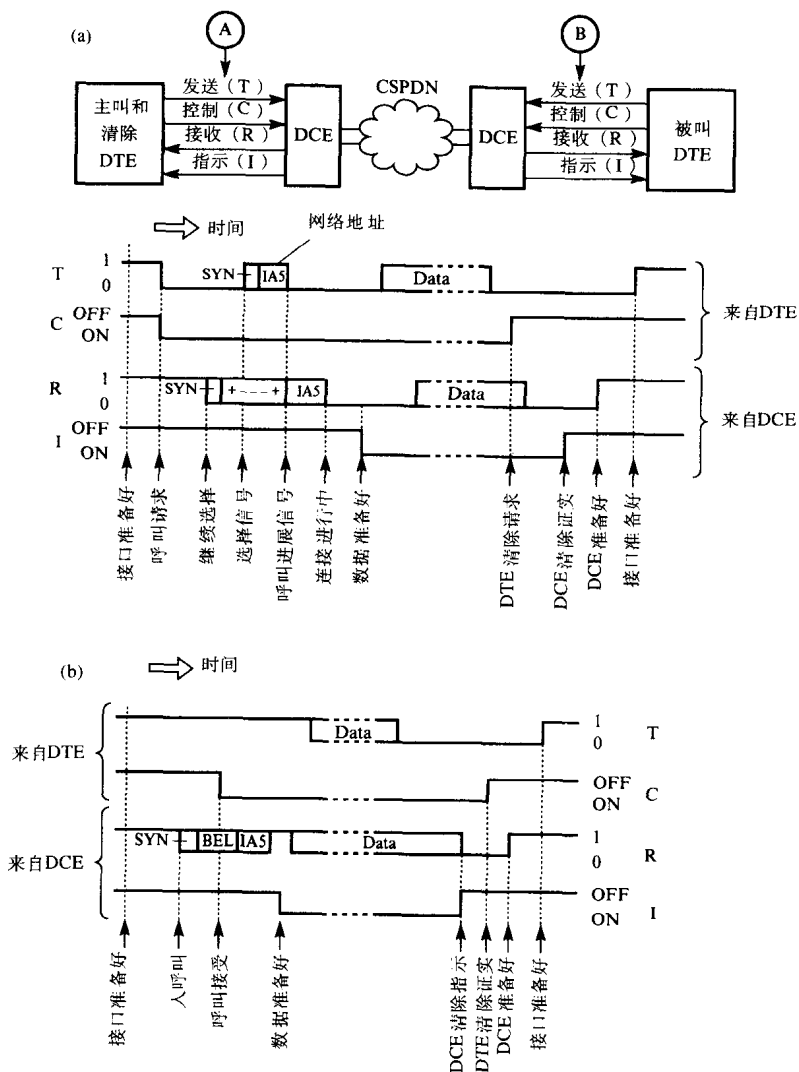 (a)
A
B
主叫和
清除
DTE
发送（T）
控制（C）
接收（R）
指示（I）
DCE
CSPDN
DCE
发送（T）
控制（C）
接收（R）
指示（I）
被叫
DTE
时间
网络地址
T
1
0
SYN
IA5
Data
C
OFF
ON
来自DTE
R
1
0
SYN
+----+
IA5
Data
I
OFF
ON
来自DCE
接口准备好
呼叫请求
继续选择
选择信号
呼叫进展信号
连接进行中
数据准备好
DTE清除请求
DCE清除证实
DCE准备好
接口准备好
(b)
时间
来自DTE
Data
1
0
T
OFF
ON
C
来自DCE
SYN
BEL
IA5
Data
1
0
R
OFF
ON
I
接口准备好
入呼叫
呼叫接受
数据准备好
DCE清除指示
DTE清除证实
DCE准备好
接口准备好